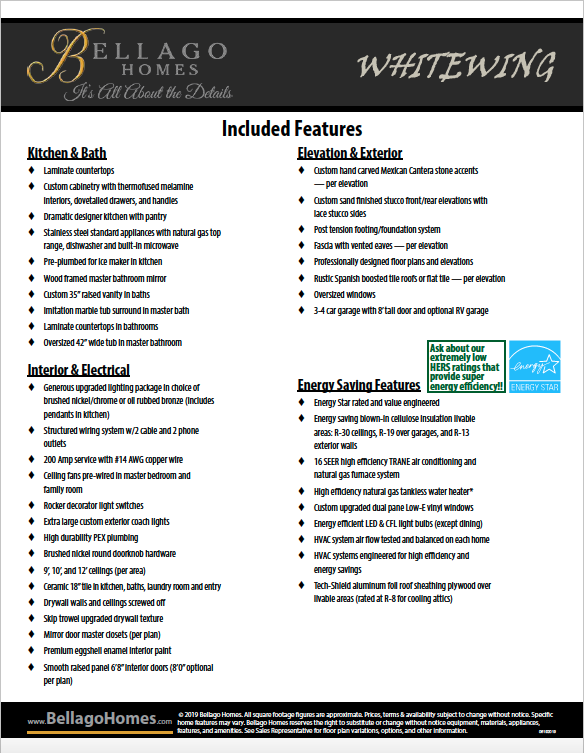 BELLAGO
HOMES
It's All About the Details
WHITEWING
Included Features
Kitchen & Bath
♦ Laminate countertops
♦ Custom cabinetry with thermofused melamine
interiors, dovetailed drawers, and handles
♦ Dramatic designer kitchen with pantry
♦ Stainless steel standard appliances with natural gas top
range, dishwasher and built-in microwave
♦ Pre-plumbed for ice maker in kitchen
♦ Wood framed master bathroom mirror
♦ Custom 35" raised vanity in baths
♦ Imitation marble tub surround in master bath
♦ Laminate countertops in bathrooms
♦ Oversized 42" wide tub in master bathroom
Interior & Electrical
♦ Generous upgraded lighting package in choice of
brushed nickel/chrome or oil rubbed bronze (includes
pendants in kitchen)
♦ Structured wiring system w/2 cable and 2 phone
outlets
♦ 200 Amp service with #14 AWG copper wire
♦ Ceiling fans pre-wired in master bedroom and
family room
♦ Rocker decorator light switches
♦ Extra large custom exterior coach lights
♦ High durability PEX plumbing
♦ Brushed nickel round doorknob hardware
♦ 9', 10', and 12' ceilings (per area)
♦ Ceramic 18" tile in kitchen, baths, laundry room and entry
♦ Drywall walls and ceilings screwed off
♦ Skip trowel upgraded drywall texture
♦ Mirror door master closets (per plan)
♦ Premium eggshell enamel interior paint
♦ Smooth raised panel 6'8" interior doors (8'0" optional
per plan)
Elevation & Exterior
♦ Custom hand carved Mexican Cantera stone accents
— per elevation
♦ Custom sand finished stucco front/rear elevations with
lace stucco sides
♦ Post tension footing/foundation system
♦ Fascia with vented eaves — per elevation
♦ Professionally designed floor plans and elevations
♦ Rustic Spanish boosted tile roofs or flat tile — per elevation
♦ Oversized windows
♦ 3-4 car garage with 8' tall door and optional RV garage
Ask about our
extremely low
HERS ratings that
provide super
energy efficiency!!
energy
ENERGY STAR
Energy Saving Features
♦ Energy Star rated and value engineered
♦ Energy saving blown-in cellulose insulation livable
areas: R-30 ceilings, R-19 over garages, and R-13
exterior walls
♦ 16 SEER high efficiency TRANE air conditioning and
natural gas furnace system
♦ High efficiency natural gas tankless water heater*
♦ Custom upgraded dual pane Low-E vinyl windows
♦ Energy efficient LED & CFL light bulbs (except dining)
♦ HVAC system air flow tested and balanced on each home
♦ HVAC systems engineered for high efficiency and
energy savings
♦ Tech-Shield aluminum foil roof sheathing plywood over
livable areas (rated at R-8 for cooling attics)
www.BellagoHomes.com
© 2019 Bellago Homes. All square footage figures are approximate. Prices, terms & availability subject to change without notice. Specific
home features may vary. Bellago Homes reserves the right to substitute or change without notice equipment, materials, appliances,
features, and amenities. See Sales Representative for floor plan variations, options, and other information.